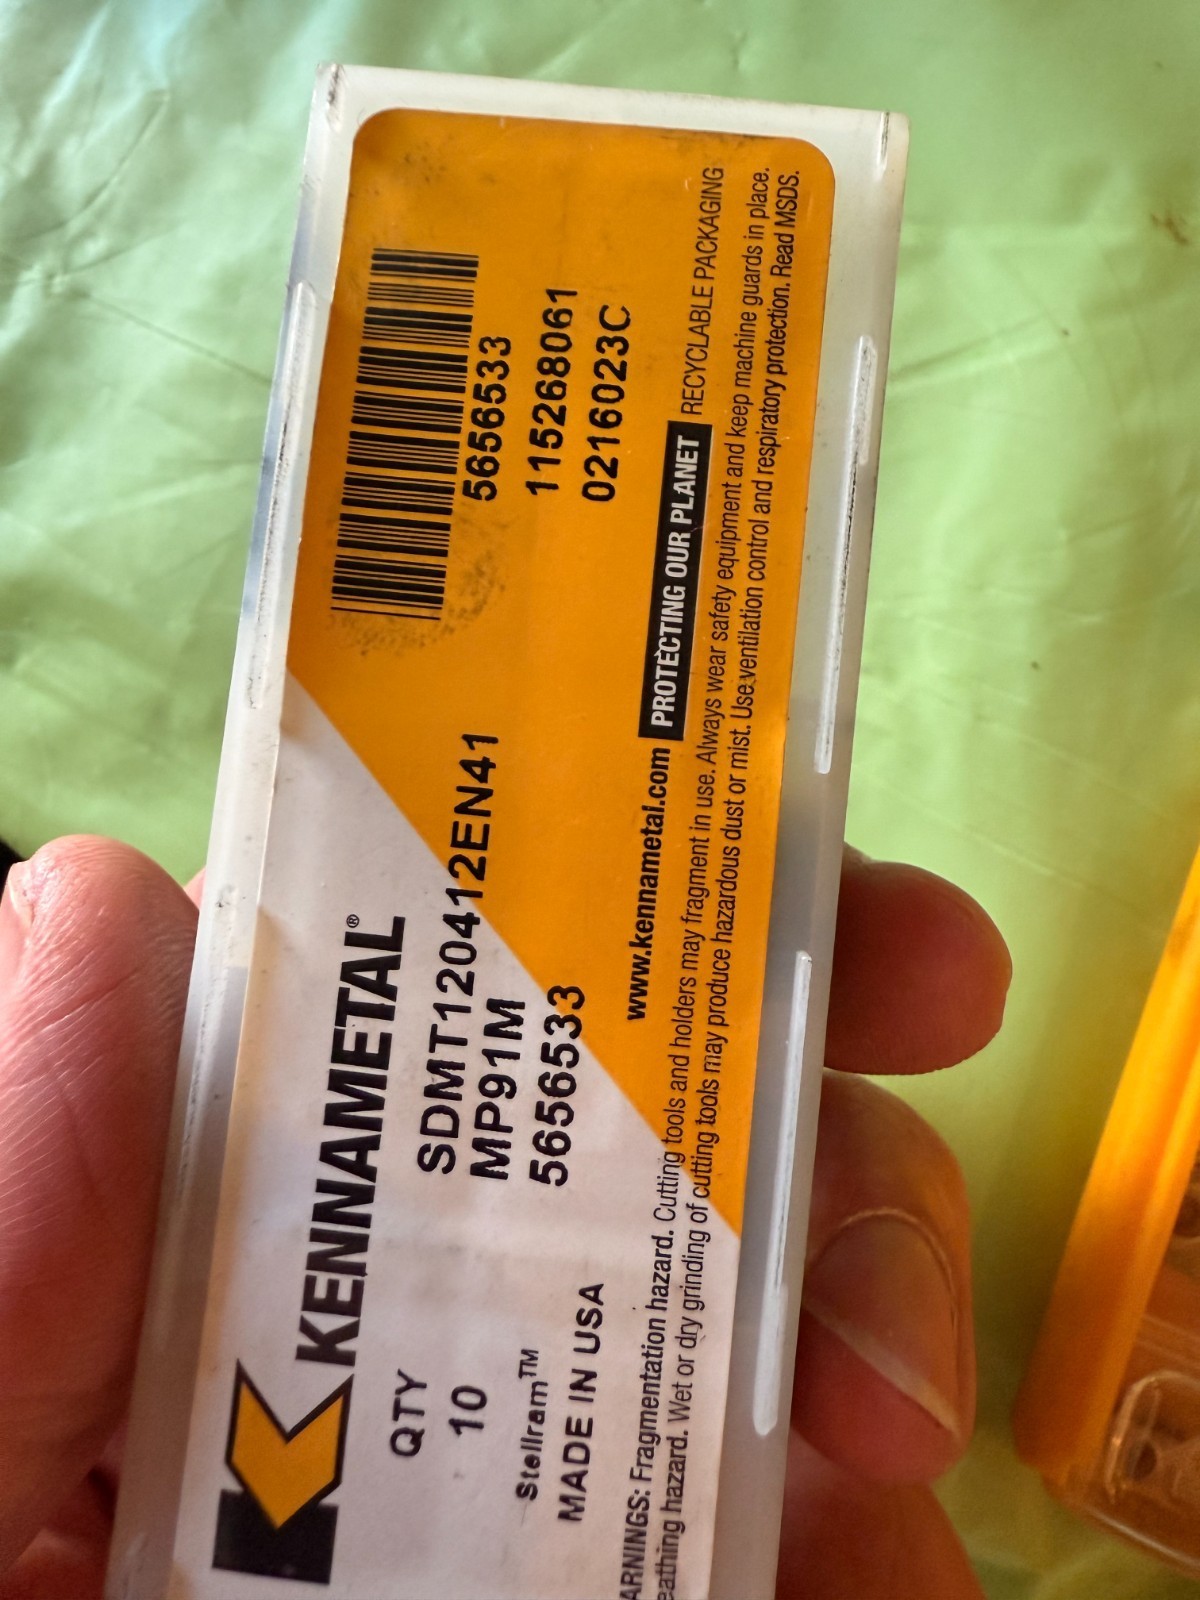 KENNAMETAL®
QTY
10
SDMT120412EN41
MP91M
5656533
Stellram™
MADE IN USA
5656533
115268061
0216023C
www.kennametal.com PROTECTING OUR PLANET RECYCLABLE PACKAGING
ARNINGS: Fragmentation hazard. Cutting tools and holders may fragment in use. Always wear safety equipment and keep machine guards in place.
eathing hazard. Wet or dry grinding of cutting tools may produce hazardous dust or mist. Use ventilation control and respiratory protection. Read MSDS.